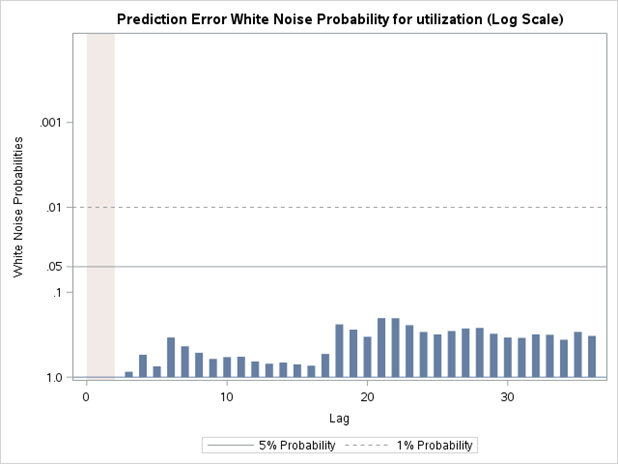 Prediction Error White Noise Probability for utilization (Log Scale)
White Noise Probabilities
.001
.01
.05
.1
1.0
0
10
20
30
Lag
5% Probability
1% Probability